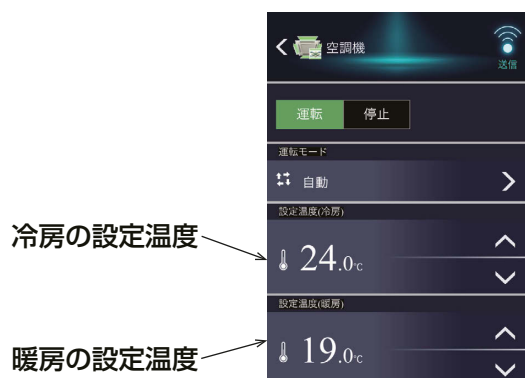 空調機
送信
運転 停止
運転モード
自動
設定温度(冷房)
冷房の設定温度
24.0℃
設定温度(暖房)
暖房の設定温度
19.0℃